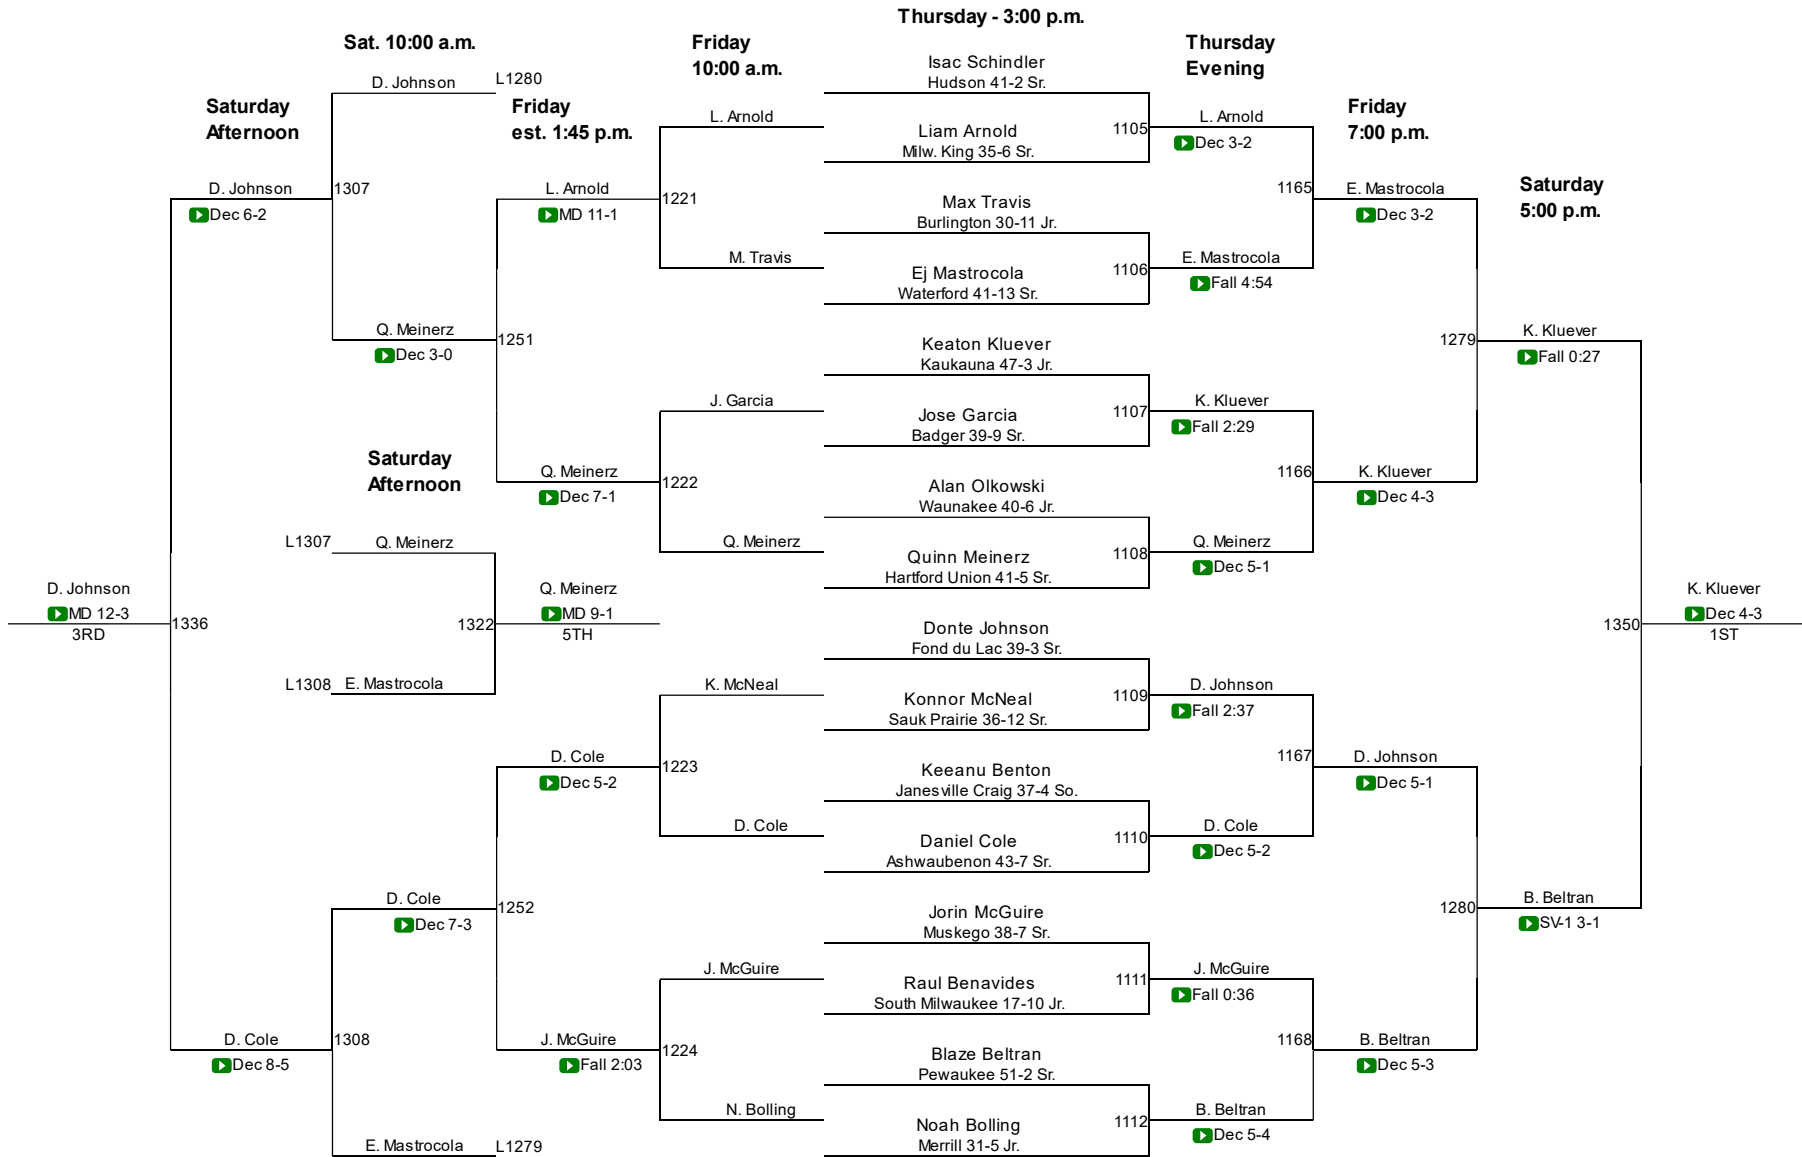 Thursday - 3:00 p.m.
Sat. 10:00 a.m.
Friday
10:00 a.m.
Thursday
Evening
Isac Schindler
Hudson 41-2 Sr.
D. Johnson
L1280
Saturday
Afternoon
Friday
est. 1:45 p.m.
L. Arnold
Liam Arnold
Milw. King 35-6 Sr.
1105
L. Arnold
Dec 3-2
Friday
7:00 p.m.
D. Johnson
Dec 6-2
1307
L. Arnold
MD 11-1
1221
Max Travis
Burlington 30-11 Jr.
1165
E. Mastrocola
Dec 3-2
Saturday
5:00 p.m.
M. Travis
Ej Mastrocola
Waterford 41-13 Sr.
1106
E. Mastrocola
Fall 4:54
Q. Meinerz
Dec 3-0
1251
Keaton Kluever
Kaukauna 47-3 Jr.
1279
K. Kluever
Fall 0:27
J. Garcia
Jose Garcia
Badger 39-9 Sr.
1107
K. Kluever
Fall 2:29
Saturday
Afternoon
Q. Meinerz
Dec 7-1
1222
Alan Olkowski
Waunakee 40-6 Jr.
1166
K. Kluever
Dec 4-3
L1307
Q. Meinerz
Q. Meinerz
Quinn Meinerz
Hartford Union 41-5 Sr.
1108
Q. Meinerz
Dec 5-1
D. Johnson
MD 12-3
3RD
1336
1322
Q. Meinerz
MD 9-1
5TH
Donte Johnson
Fond du Lac 39-3 Sr.
1350
K. Kluever
Dec 4-3
1ST
L1308
E. Mastrocola
K. McNeal
Konnor McNeal
Sauk Prairie 36-12 Sr.
1109
D. Johnson
Fall 2:37
D. Cole
Dec 5-2
1223
Keeanu Benton
Janesville Craig 37-4 So.
1167
D. Johnson
Dec 5-1
D. Cole
Daniel Cole
Ashwaubenon 43-7 Sr.
1110
D. Cole
Dec 5-2
D. Cole
Dec 7-3
1252
Jorin McGuire
Muskego 38-7 Sr.
1280
B. Beltran
SV-1 3-1
J. McGuire
Raul Benavides
South Milwaukee 17-10 Jr.
1111
J. McGuire
Fall 0:36
D. Cole
Dec 8-5
1308
J. McGuire
Fall 2:03
1224
Blaze Beltran
Pewaukee 51-2 Sr.
1168
B. Beltran
Dec 5-3
N. Bolling
Noah Bolling
Merrill 31-5 Jr.
1112
B. Beltran
Dec 5-4
E. Mastrocola
L1279